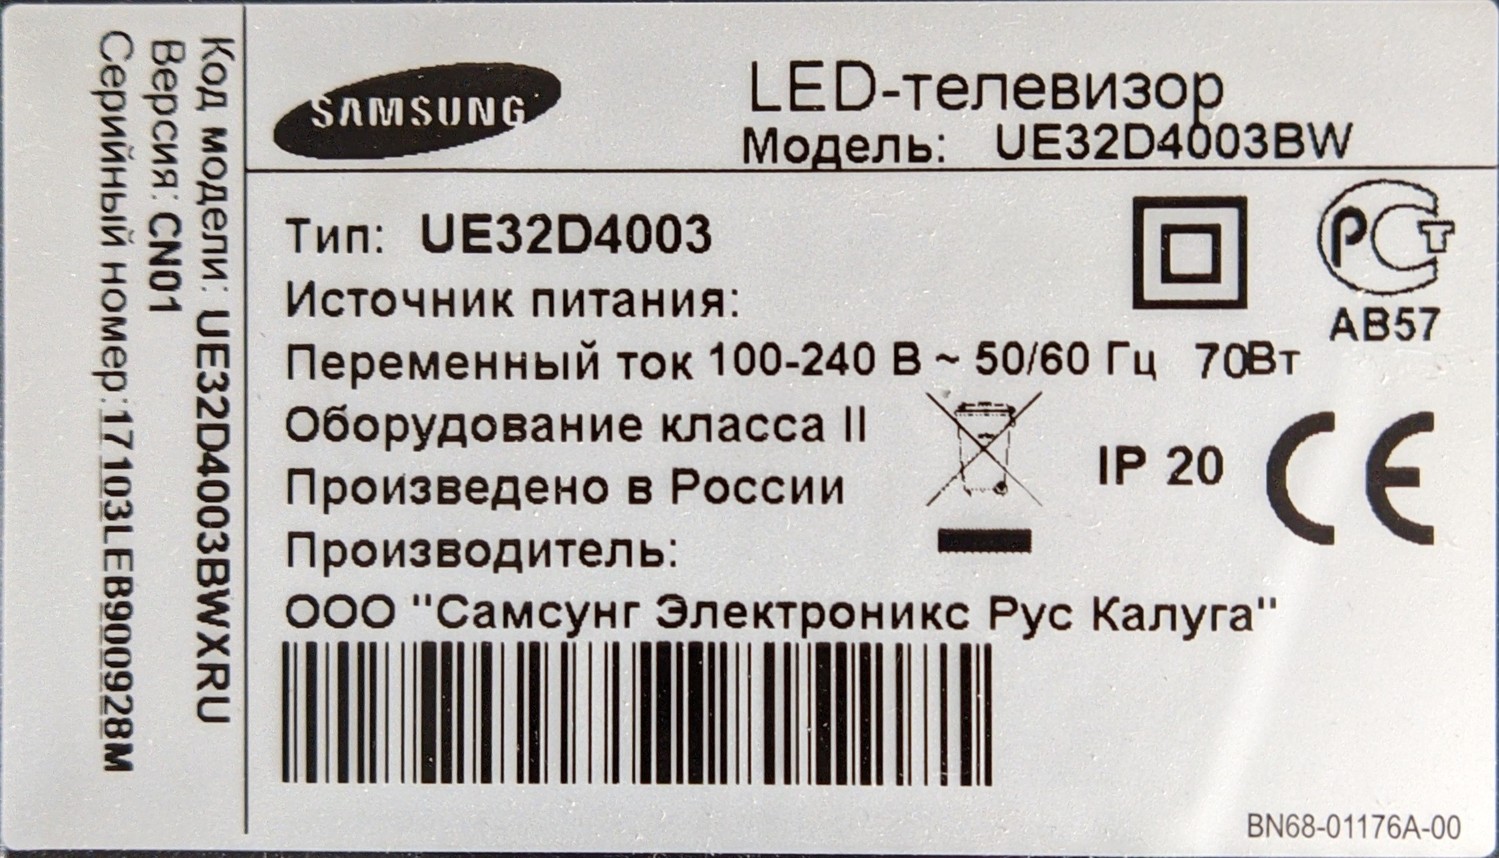 SAMSUNG
LED-телевизор
Модель: UE32D4003BW
Тип: UE32D4003
Источник питания:
Переменный ток 100-240 В ~ 50/60 Гц 70Вт
Оборудование класса II
Произведено в России
Производитель:
ООО "Самсунг Электроникс Рус Калуга"
РСТ
АВ57
IP 20
CE
BN68-01176A-00
Код модели: UE32D4003BWXRU
Версия: CN01
Серийный номер:17103LEB900928M